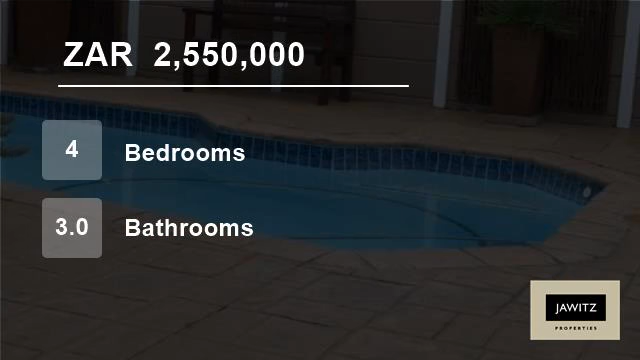 ZAR 2,550,000
4 Bedrooms
3.0 Bathrooms
JAWITZ
PROPERTIES